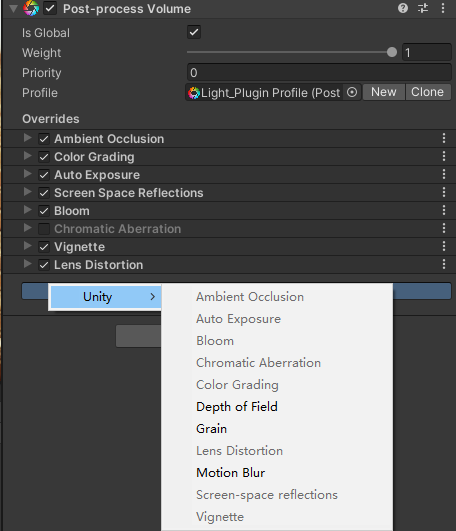 Post-process Volume
Is Global
Weight 1
Priority 0
Profile Light_Plugin Profile (Post New Clone
Overrides
Ambient Occlusion
Color Grading
Auto Exposure
Screen Space Reflections
Bloom
Chromatic Aberration
Vignette
Lens Distortion
Unity
Ambient Occlusion
Auto Exposure
Bloom
Chromatic Aberration
Color Grading
Depth of Field
Grain
Lens Distortion
Motion Blur
Screen-space reflections
Vignette